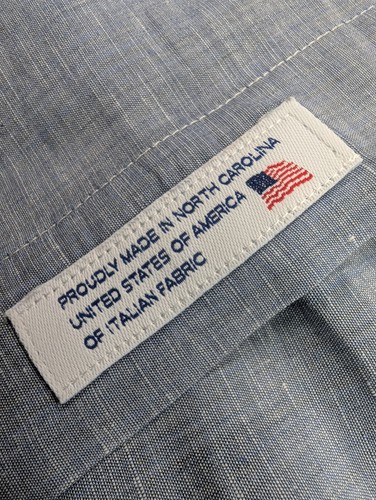 PROUDLY MADE IN NORTH CAROLINA
UNITED STATES OF AMERICA
OF ITALIAN FABRIC